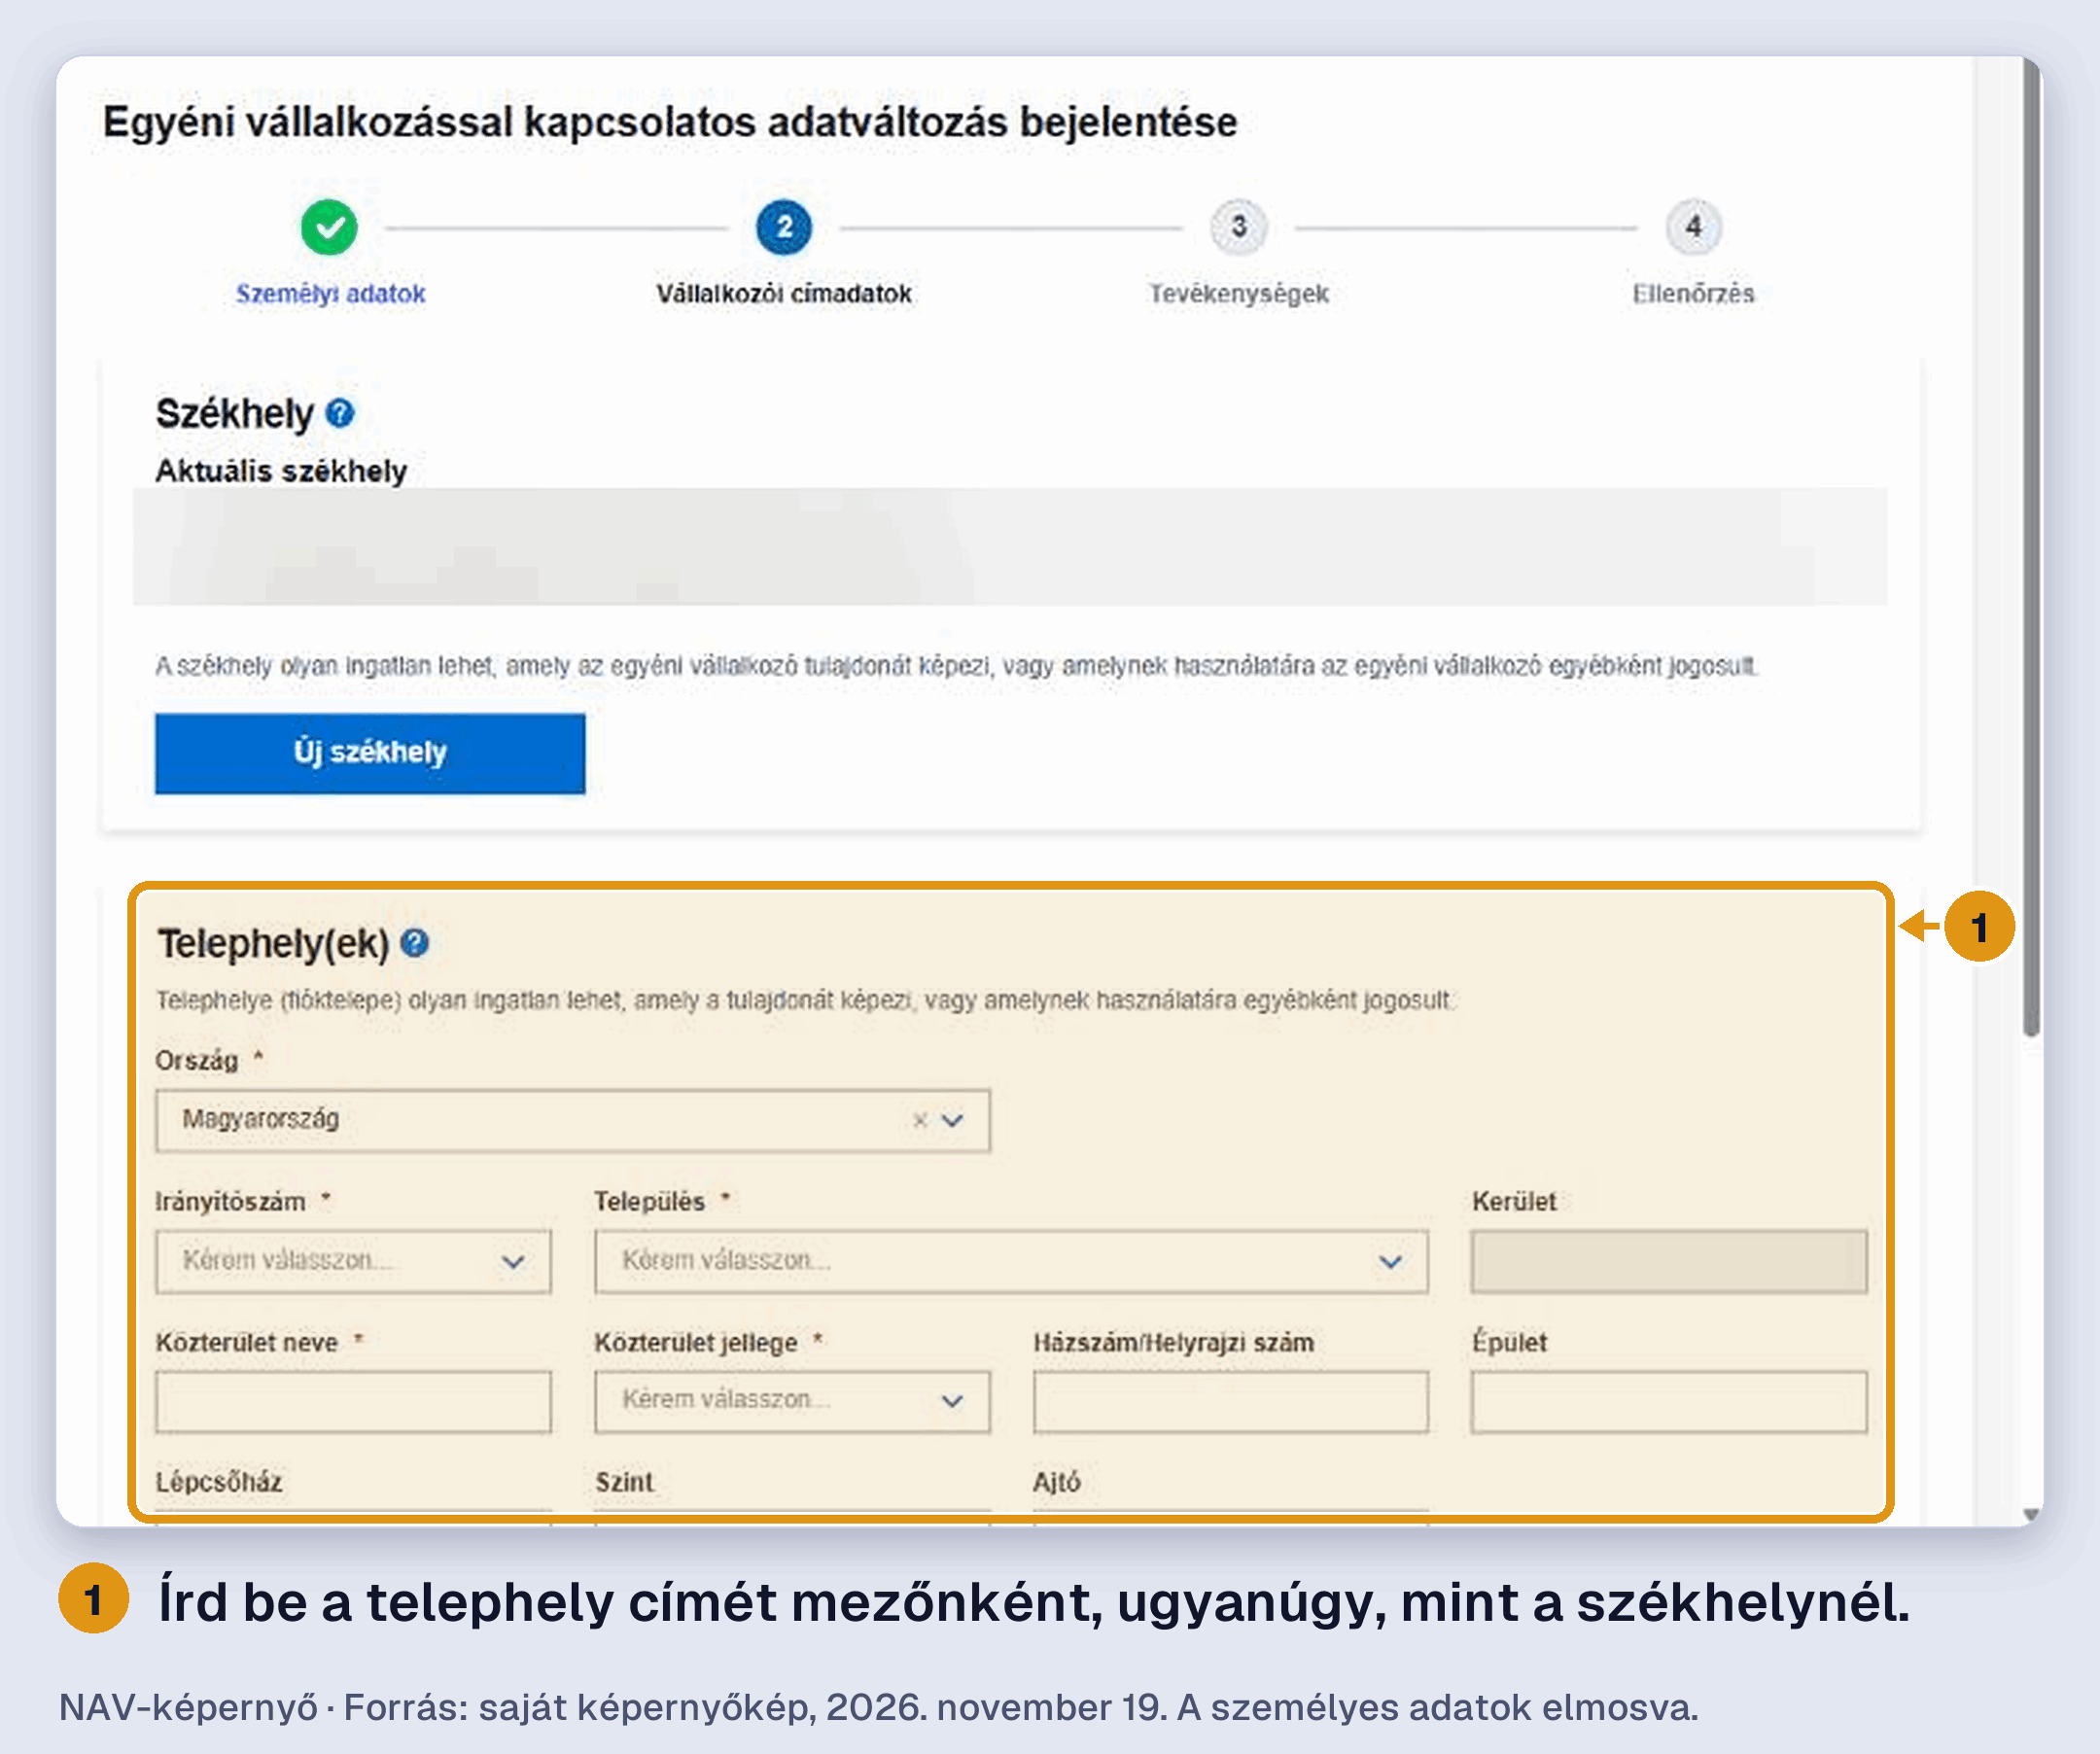 Egyéni vállalkozással kapcsolatos adatváltozás bejelentése
2 3 4
Személyi adatok Vállalkozói címadatok Tevékenységek Ellenőrzés
Székhely ?
Aktuális székhely
A székhely olyan ingatlan lehet, amely az egyéni vállalkozó tulajdonát képezi, vagy amelynek használatára az egyéni vállalkozó egyébként jogosult.
Új székhely
Telephely(ek) ?
1
Telephelye (fióktelepe) olyan ingatlan lehet, amely a tulajdonát képezi, vagy amelynek használatára egyébként jogosult.
Ország *
Magyarország ×
Irányítószám * Település * Kerület
Kérem válasszon... Kérem válasszon...
Közterület neve * Közterület jellege * Házszám/Helyrajzi szám Épület
Kérem válasszon...
Lépcsőház Szint Ajtó
1 Írd be a telephely címét mezőnként, ugyanúgy, mint a székhelynél.
NAV-képernyő · Forrás: saját képernyőkép, 2026. november 19. A személyes adatok elmosva.